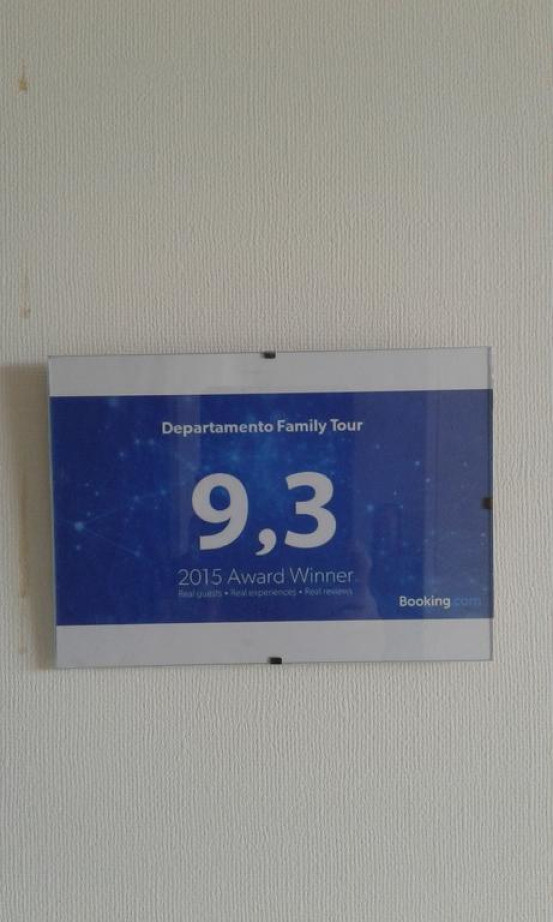 Departamento Family Tour
9,3
2015 Award Winner
Real guests • Real experiences • Real reviews
Booking.com